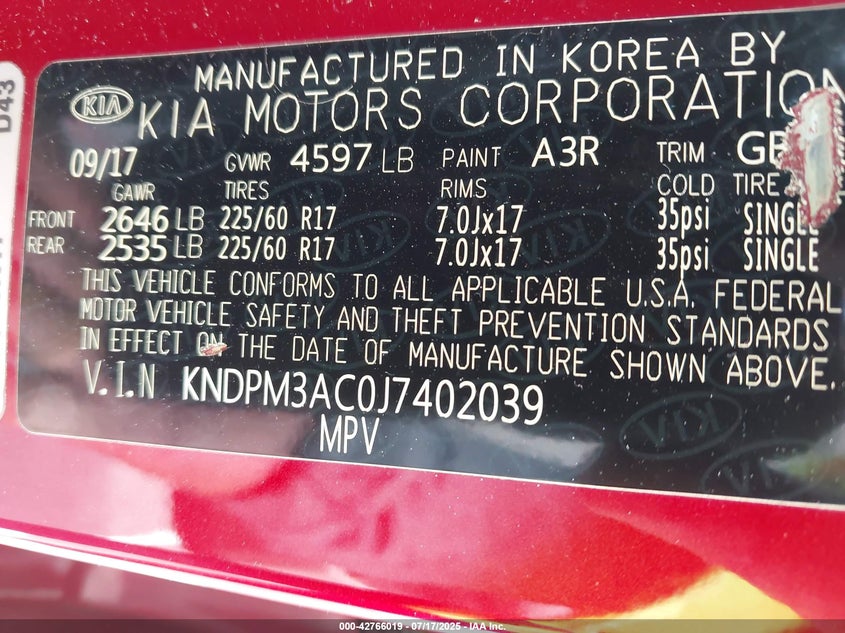 D43
MANUFACTURED IN KOREA BY
KIA KIA MOTORS CORPORATION
09/17 GVWR 4597 LB PAINT A3R TRIM
GAWR TIRES RIMS COLD TIRE
FRONT 2646 LB 225/60 R17 7.0Jx17 35psi SINGLE
REAR 2535 LB 225/60 R17 7.0Jx17 35psi SINGLE
THIS VEHICLE CONFORMS TO ALL APPLICABLE U.S.A. FEDERAL
MOTOR VEHICLE SAFETY AND THEFT PREVENTION STANDARDS
IN EFFECT ON THE DATE OF MANUFACTURE SHOWN ABOVE.
V.I.N KNDPM3AC0J7402039
MPV
000-42766019 - 07/17/2025 - IAA Inc.